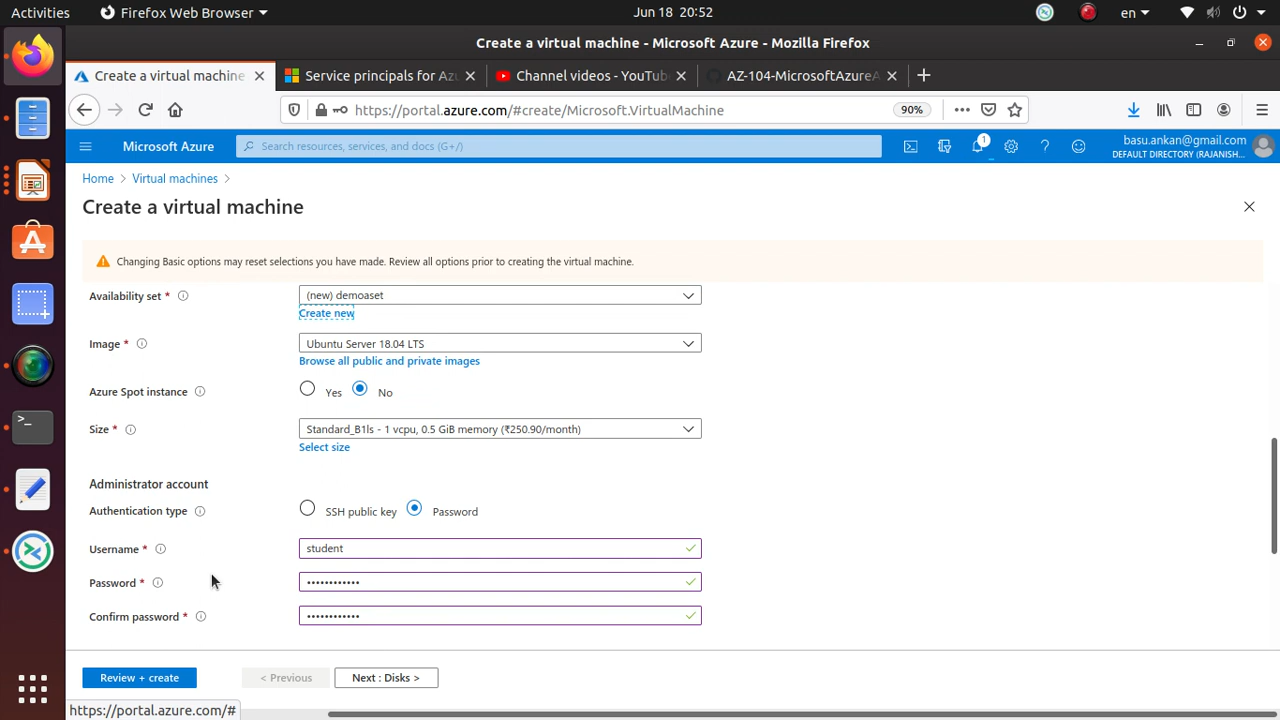 Activities
Firefox Web Browser
Jun 18 20:52
en
Create a virtual machine - Microsoft Azure - Mozilla Firefox
Create a virtual machine
Service principals for Az
Channel videos - YouTub
AZ-104-MicrosoftAzureA
https://portal.azure.com/#create/Microsoft.VirtualMachine
90%
Microsoft Azure
Search resources, services, and docs (G+/)
1
basu.ankan@gmail.com
DEFAULT DIRECTORY (RAJANISH...
Home > Virtual machines >
Create a virtual machine
Changing Basic options may reset selections you have made. Review all options prior to creating the virtual machine.
Availability set *
(new) demoaset
Create new
Image *
Ubuntu Server 18.04 LTS
Browse all public and private images
Azure Spot instance
Yes
No
Size *
Standard_B1ls - 1 vcpu, 0.5 GiB memory (₹250.90/month)
Select size
Administrator account
Authentication type
SSH public key
Password
Username *
student
Password *
••••••••••••
Confirm password *
••••••••••••
Review + create
< Previous
Next : Disks >
https://portal.azure.com/#